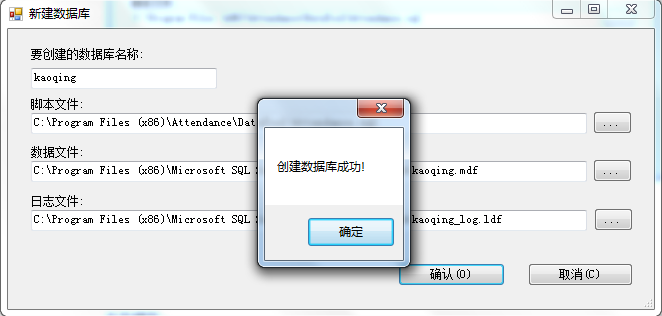 新建数据库
要创建的数据库名称:
kaoqing
脚本文件:
C:\Program Files (x86)\Attendance\Dat
...
创建数据库成功!
数据文件:
C:\Program Files (x86)\Microsoft SQL
kaoqing.mdf
...
日志文件:
C:\Program Files (x86)\Microsoft SQL
kaoqing_log.ldf
...
确定
确认(O)
取消(C)